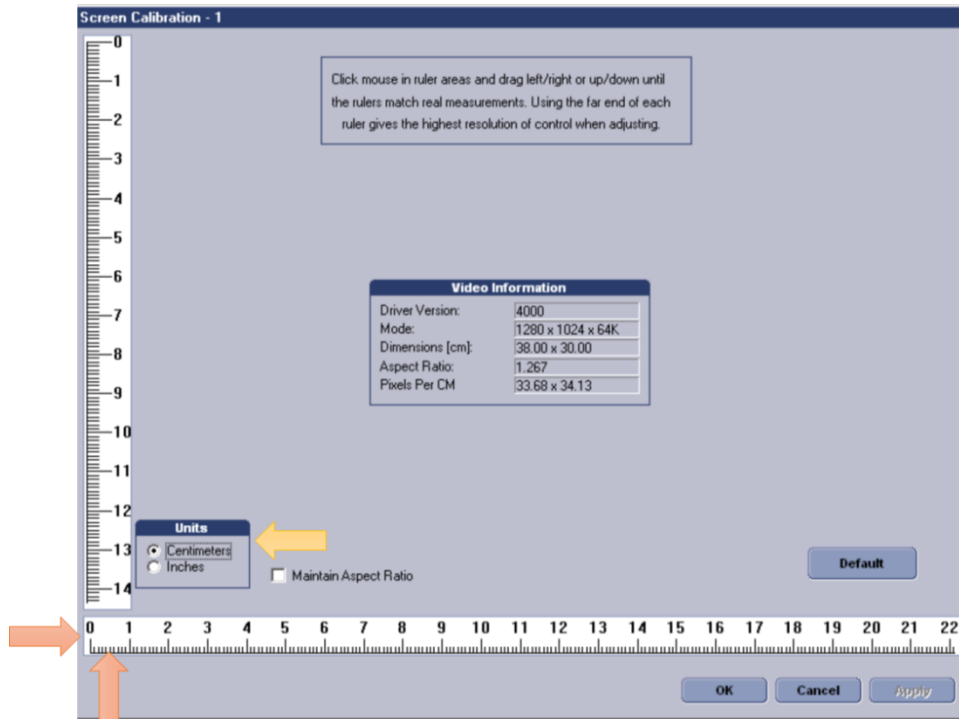 Screen Calibration - 1
0
1
2
3
4
5
6
7
8
9
10
11
12
13
14
Click mouse in ruler areas and drag left/right or up/down until
the rulers match real measurements. Using the far end of each
ruler gives the highest resolution of control when adjusting.
Video Information
Driver Version: 4000
Mode: 1280 x 1024 x 64K
Dimensions [cm]: 38.00 x 30.00
Aspect Ratio: 1.267
Pixels Per CM 33.68 x 34.13
Units
Centimeters
Inches
Maintain Aspect Ratio
Default
0 1 2 3 4 5 6 7 8 9 10 11 12 13 14 15 16 17 18 19 20 21 22
OK Cancel Apply